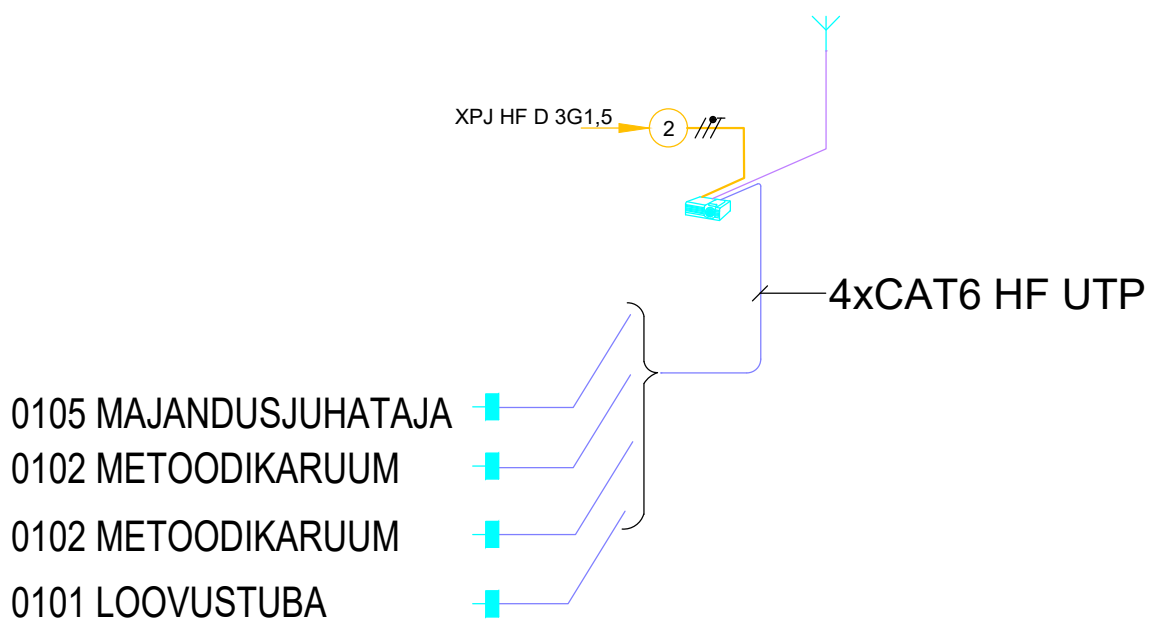 XPJ HF D 3G1,5
2
4xCAT6 HF UTP
0105 MAJANDUSJUHATAJA
0102 METOODIKARUUM
0102 METOODIKARUUM
0101 LOOVUSTUBA